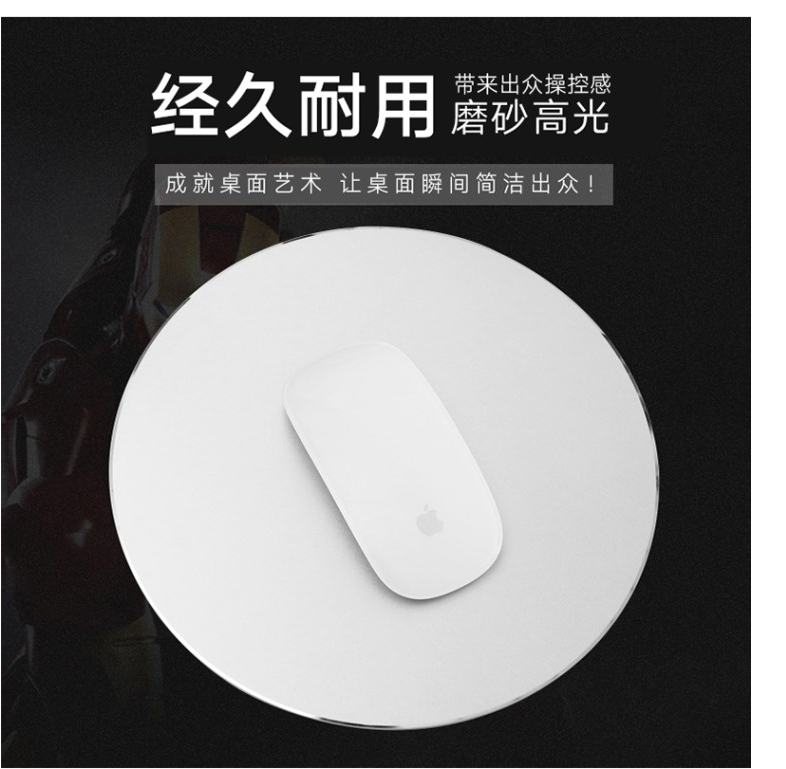 经久耐用
带来出众操控感
磨砂高光
成就桌面艺术 让桌面瞬间简洁出众！